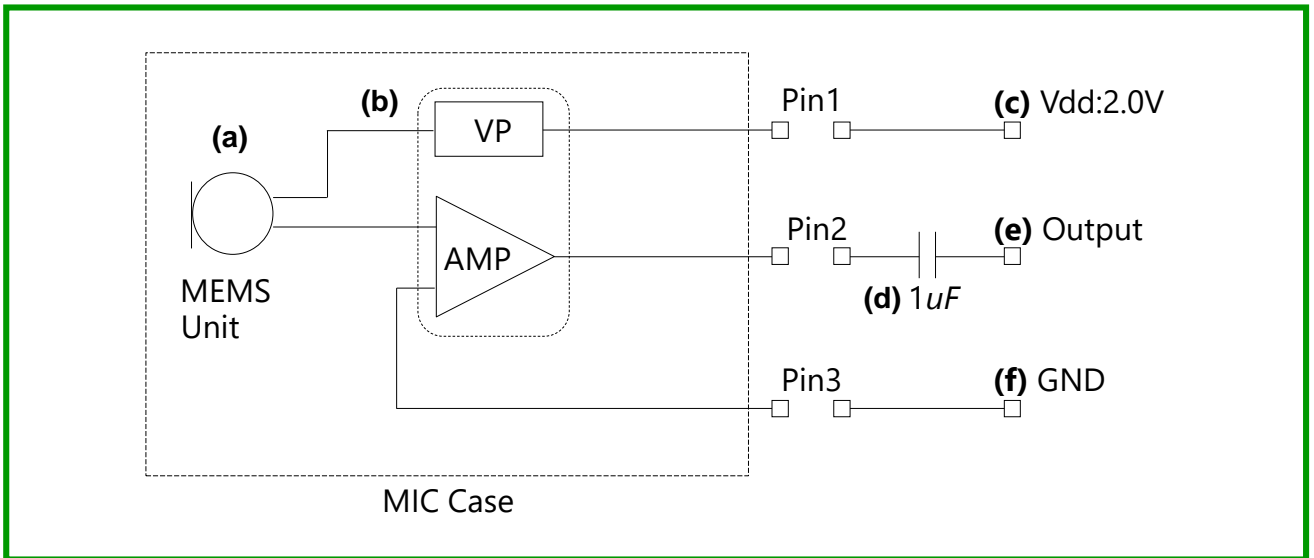 Pin1
(c) Vdd:2.0V
(b)
VP
(a)
Pin2
(e) Output
AMP
(d) 1uF
MEMS
Unit
Pin3
(f) GND
MIC Case